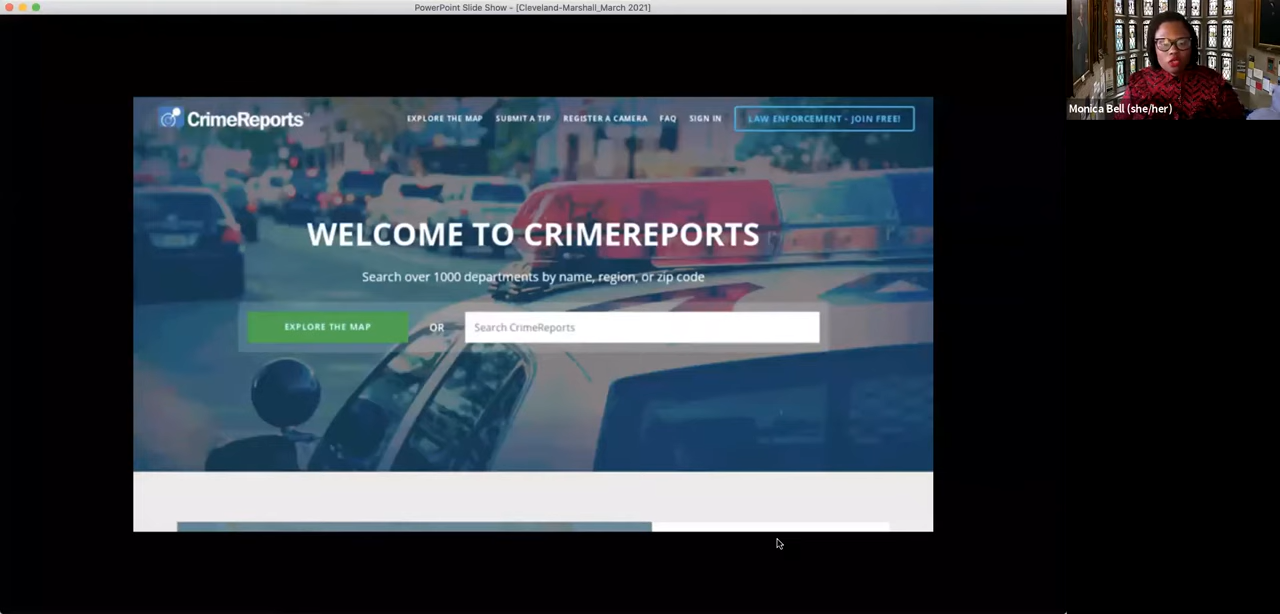 PowerPoint Slide Show - [Cleveland-Marshall_March 2021]
CrimeReports
EXPLORE THE MAP SUBMIT A TIP REGISTER A CAMERA FAQ SIGN IN LAW ENFORCEMENT - JOIN FREE!
WELCOME TO CRIMEREPORTS
Search over 1000 departments by name, region, or zip code
EXPLORE THE MAP OR Search CrimeReports
Monica Bell (she/her)